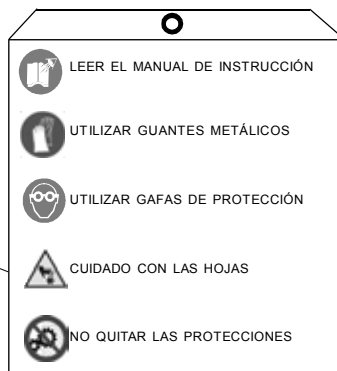 LEER EL MANUAL DE INSTRUCCIÓN
UTILIZAR GUANTES METÁLICOS
UTILIZAR GAFAS DE PROTECCIÓN
CUIDADO CON LAS HOJAS
NO QUITAR LAS PROTECCIONES